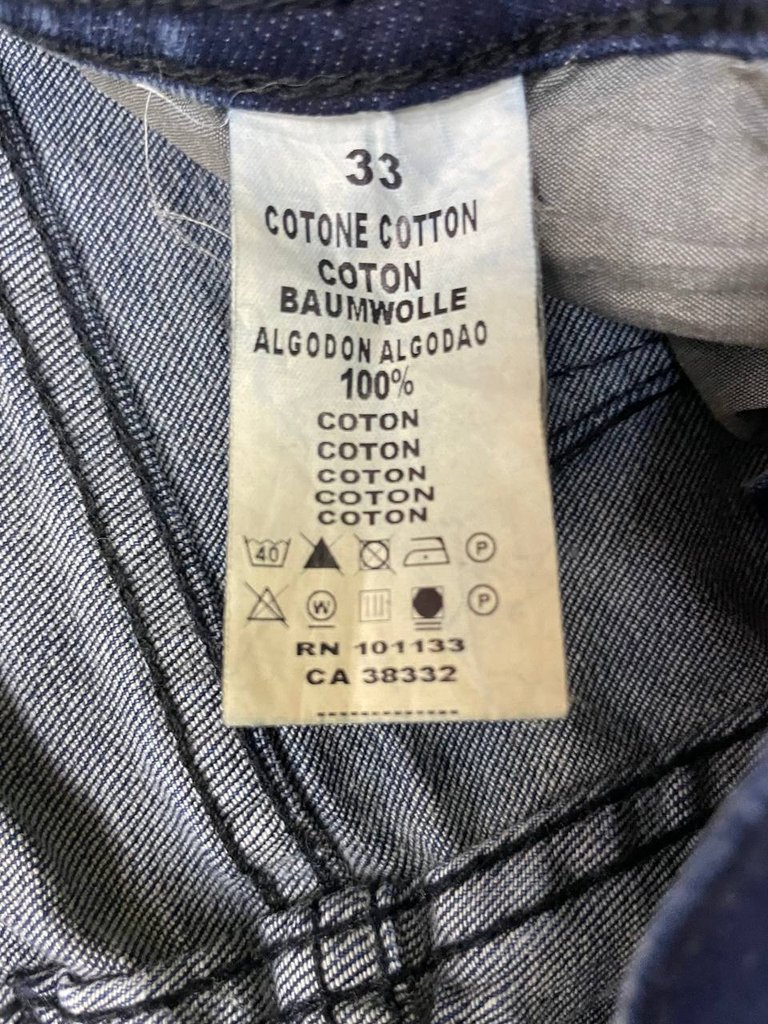 33
COTONE COTTON
COTON
BAUMWOLLE
ALGODON ALGODAO
100%
COTON
COTON
COTON
COTON
COTON
40 P
W P
RN 101133
CA 38332